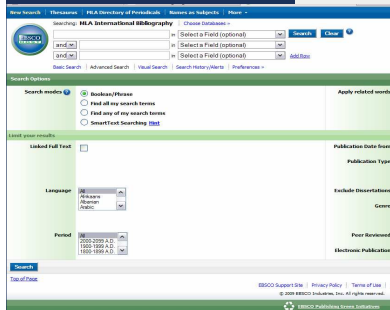 New Search | Thesaurus | MLA Directory of Periodicals | Names as Subjects | More
Searching: MLA International Bibliography | Choose Databases »
EBSCO
in Select a Field (optional) Search Clear
and in Select a Field (optional)
and in Select a Field (optional) Add Row
Basic Search | Advanced Search | Visual Search | Search History/Alerts | Preferences »
Search Options
Search modes Boolean/Phrase Apply related words
Find all my search terms
Find any of my search terms
SmartText Searching Hint
Limit your results
Linked Full Text Publication Date from
Publication Type
Language All Exclude Dissertations
Afrikaans
Albanian
Arabic Genre
Period All Peer Reviewed
2000-2099 A.D.
1900-1999 A.D.
1800-1899 A.D. Electronic Publication
Search
Top of Page
EBSCO Support Site | Privacy Policy | Terms of Use |
© 2009 EBSCO Industries, Inc. All rights reserved.
EBSCO Publishing Green Initiatives